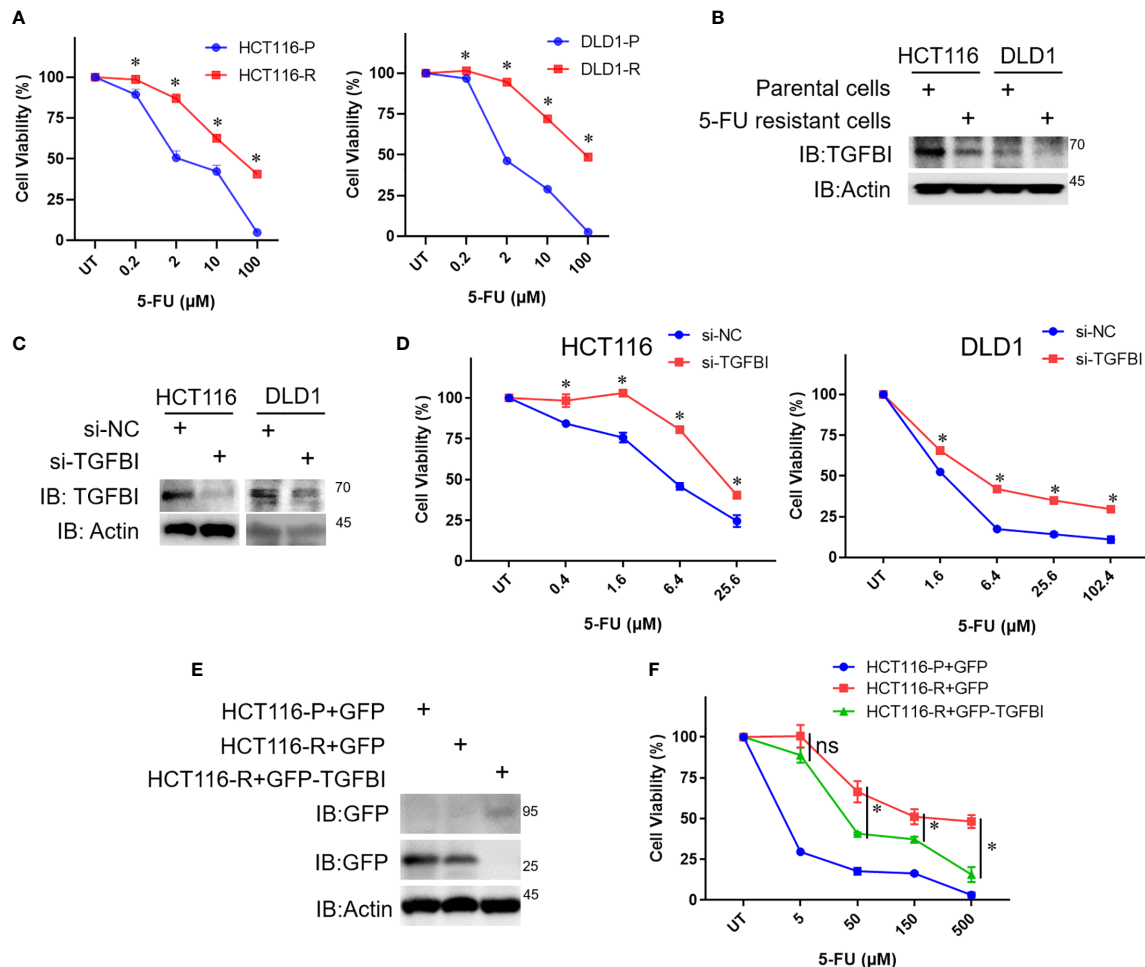 A
HCT116-P
HCT116-R
Cell Viability (%)
100
75
50
25
0
* * * *
UT 0.2 2 10 100
5-FU (µM)
DLD1-P
DLD1-R
Cell Viability (%)
100
75
50
25
0
* * * *
UT 0.2 2 10 100
5-FU (µM)
B
HCT116 DLD1
Parental cells + +
5-FU resistant cells + +
IB:TGFBI 70
IB:Actin 45
C
HCT116 DLD1
si-NC + +
si-TGFBI + +
IB: TGFBI 70
IB: Actin 45
D
HCT116
si-NC
si-TGFBI
Cell Viability (%)
100
75
50
25
0
* * * *
UT 0.4 1.6 6.4 25.6
5-FU (µM)
DLD1
si-NC
si-TGFBI
Cell Viability (%)
100
75
50
25
0
* * * *
UT 1.6 6.4 25.6 102.4
5-FU (µM)
E
HCT116-P+GFP +
HCT116-R+GFP +
HCT116-R+GFP-TGFBI +
IB:GFP 95
IB:GFP 25
IB:Actin 45
F
HCT116-P+GFP
HCT116-R+GFP
HCT116-R+GFP-TGFBI
Cell Viability (%)
100
75
50
25
0
ns * * *
UT 5 50 150 500
5-FU (µM)